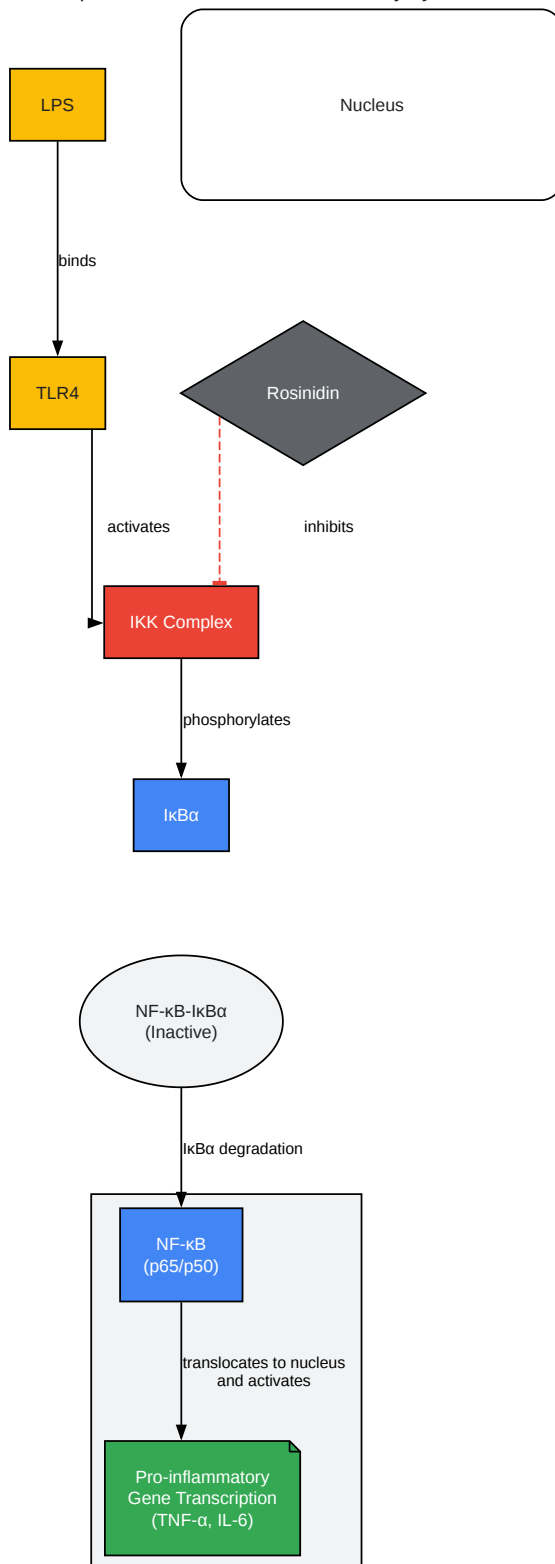 LPS
Nucleus
binds
TLR4
Rosinidin
activates
inhibits
IKK Complex
phosphorylates
IκBα
NF-κB-IκBα
(Inactive)
IκBα degradation
NF-κB
(p65/p50)
translocates to nucleus
and activates
Pro-inflammatory
Gene Transcription
(TNF-α, IL-6)